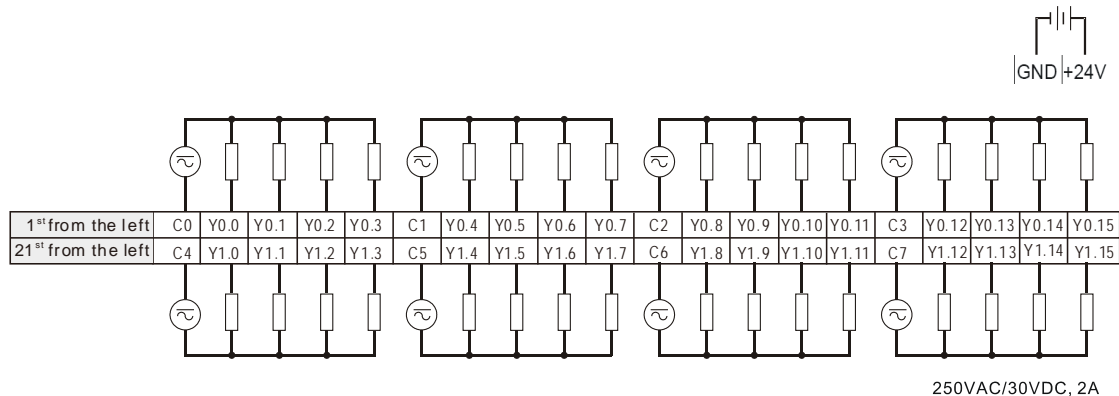 GND +24V
1st from the left C0 Y0.0 Y0.1 Y0.2 Y0.3 C1 Y0.4 Y0.5 Y0.6 Y0.7 C2 Y0.8 Y0.9 Y0.10 Y0.11 C3 Y0.12 Y0.13 Y0.14 Y0.15
21st from the left C4 Y1.0 Y1.1 Y1.2 Y1.3 C5 Y1.4 Y1.5 Y1.6 Y1.7 C6 Y1.8 Y1.9 Y1.10 Y1.11 C7 Y1.12 Y1.13 Y1.14 Y1.15
250VAC/30VDC, 2A